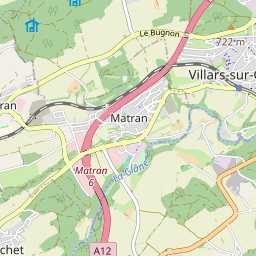 Le Bugnon
722 m
Villars-sur-G
ran
Matran
Matran
6
La Glâne
A12
chet